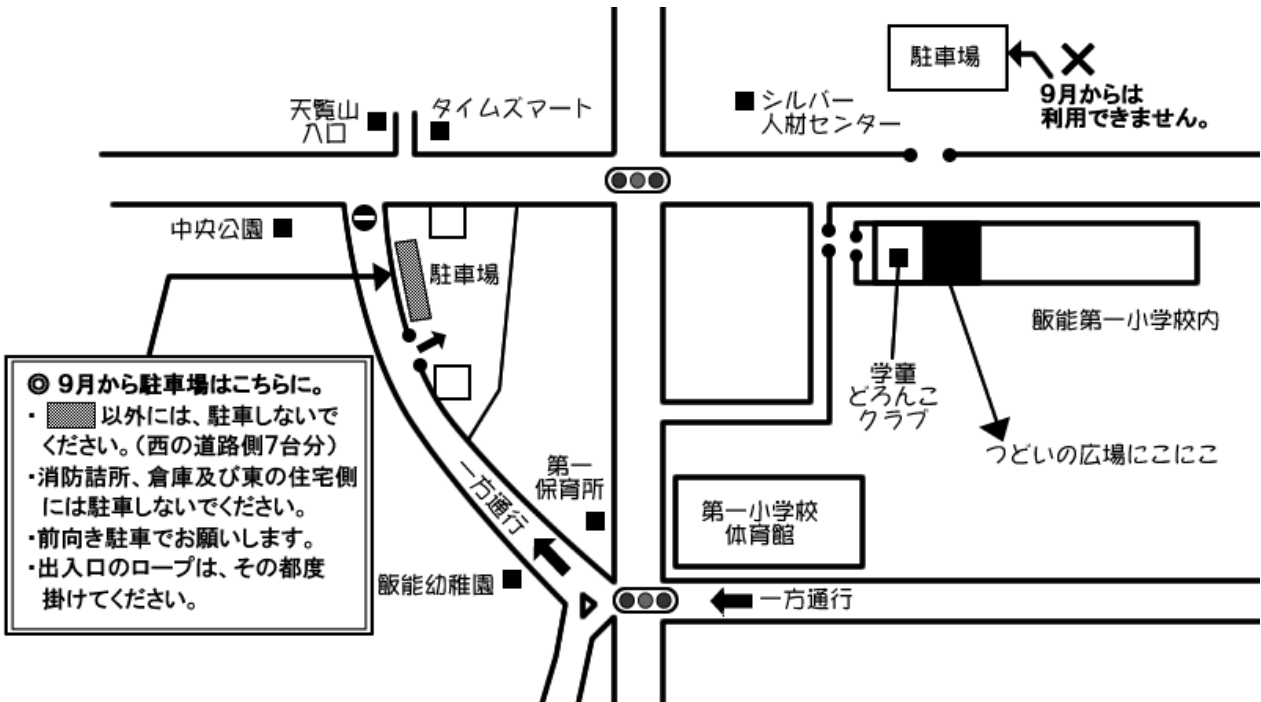 駐車場
9月からは
利用できません。
天覧山
入口
タイムズマート
シルバー
人材センター
中央公園
駐車場
飯能第一小学校内
学童
どろんこ
クラブ
つどいの広場にこにこ
◎ 9月から駐車場はこちらに。
・ 以外には、駐車しないで
ください。(西の道路側7台分)
・消防詰所、倉庫及び東の住宅側
には駐車しないでください。
・前向き駐車でお願いします。
・出入口のロープは、その都度
掛けてください。
一方通行
第一
保育所
第一小学校
体育館
飯能幼稚園
一方通行